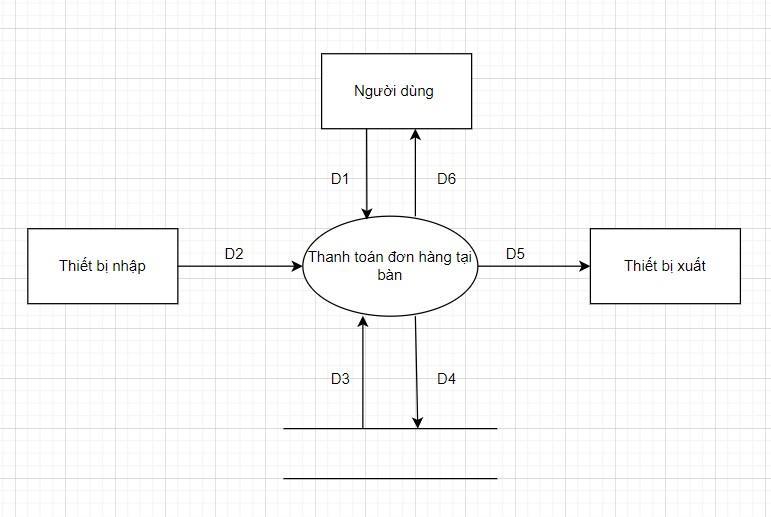 Người dùng
D1
D6
D2
Thiết bị nhập
Thanh toán đơn hàng tại
bàn
D5
Thiết bị xuất
D3
D4